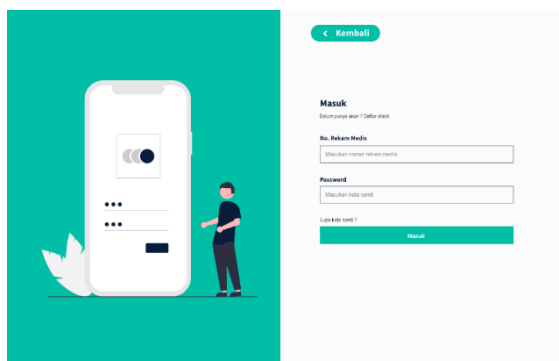 Kembali
Masuk
Belum punya akun ? Daftar disini
No. Rekam Medis
Masukan nomor rekam medis
Password
Masukan kata sandi
Lupa kata sandi ?
Masuk